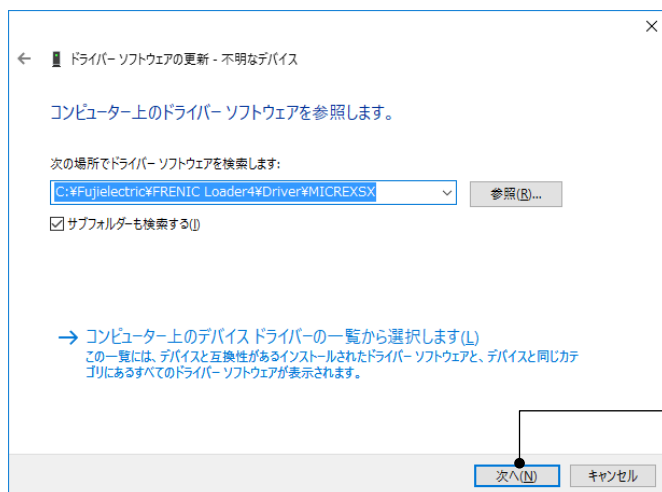 ドライバー ソフトウェアの更新 - 不明なデバイス
コンピューター上のドライバー ソフトウェアを参照します。
次の場所でドライバー ソフトウェアを検索します:
C:¥Fujielectric¥FRENIC Loader4¥Driver¥MICREXSX
参照(R)...
サブフォルダーも検索する(I)
→ コンピューター上のデバイス ドライバーの一覧から選択します(L)
この一覧には、デバイスと互換性があるインストールされたドライバー ソフトウェアと、デバイスと同じカテ
ゴリにあるすべてのドライバー ソフトウェアが表示されます。
次へ(N)
キャンセル